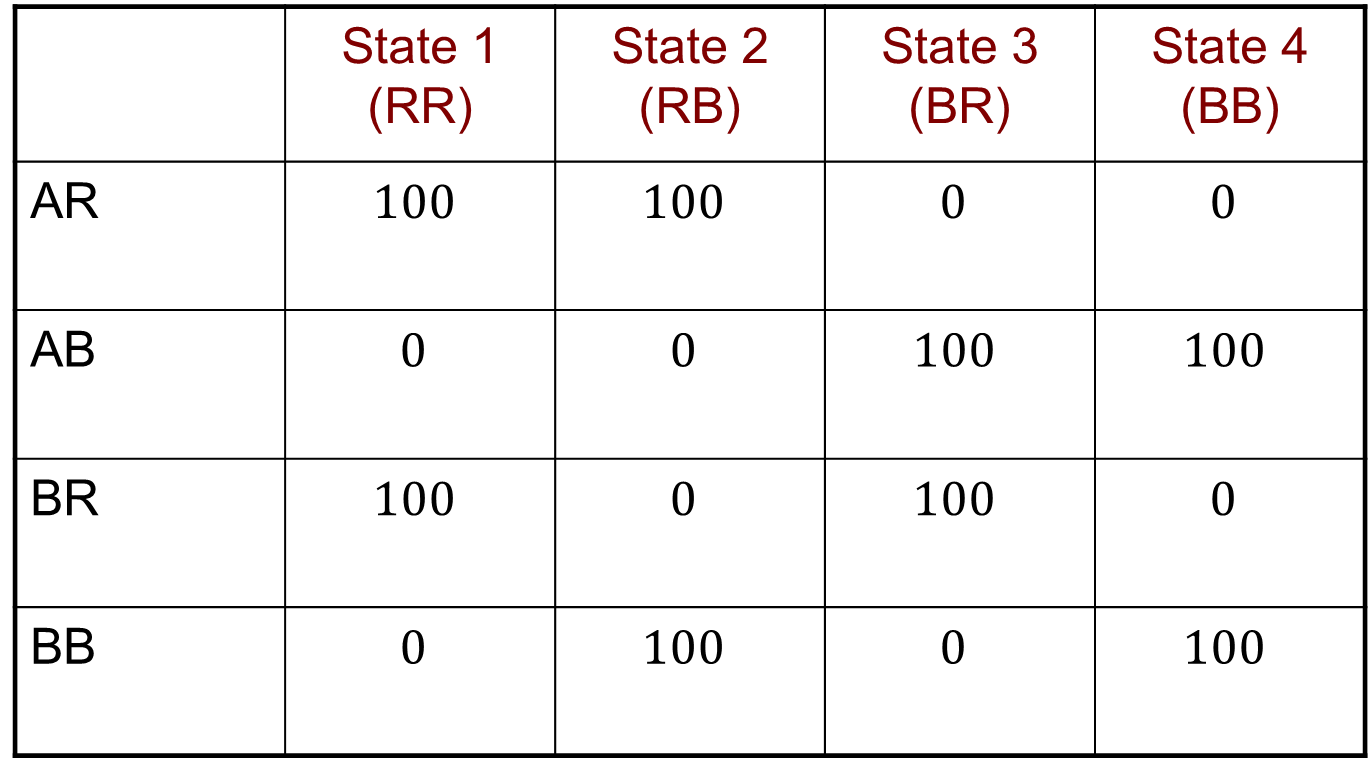 State 1 State 2 State 3 State 4
(RR) (RB) (BR) (BB)
AR 100 100 0 0
AB 0 0 100 100
BR 100 0 100 0
BB 0 100 0 100